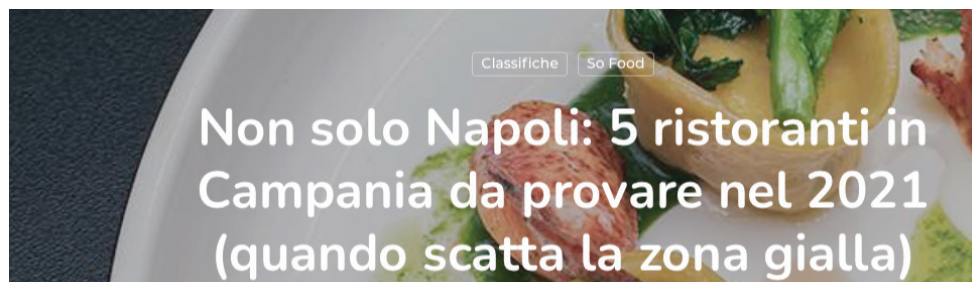 Classifiche So Food
Non solo Napoli: 5 ristoranti in
Campania da provare nel 2021
(quando scatta la zona gialla)